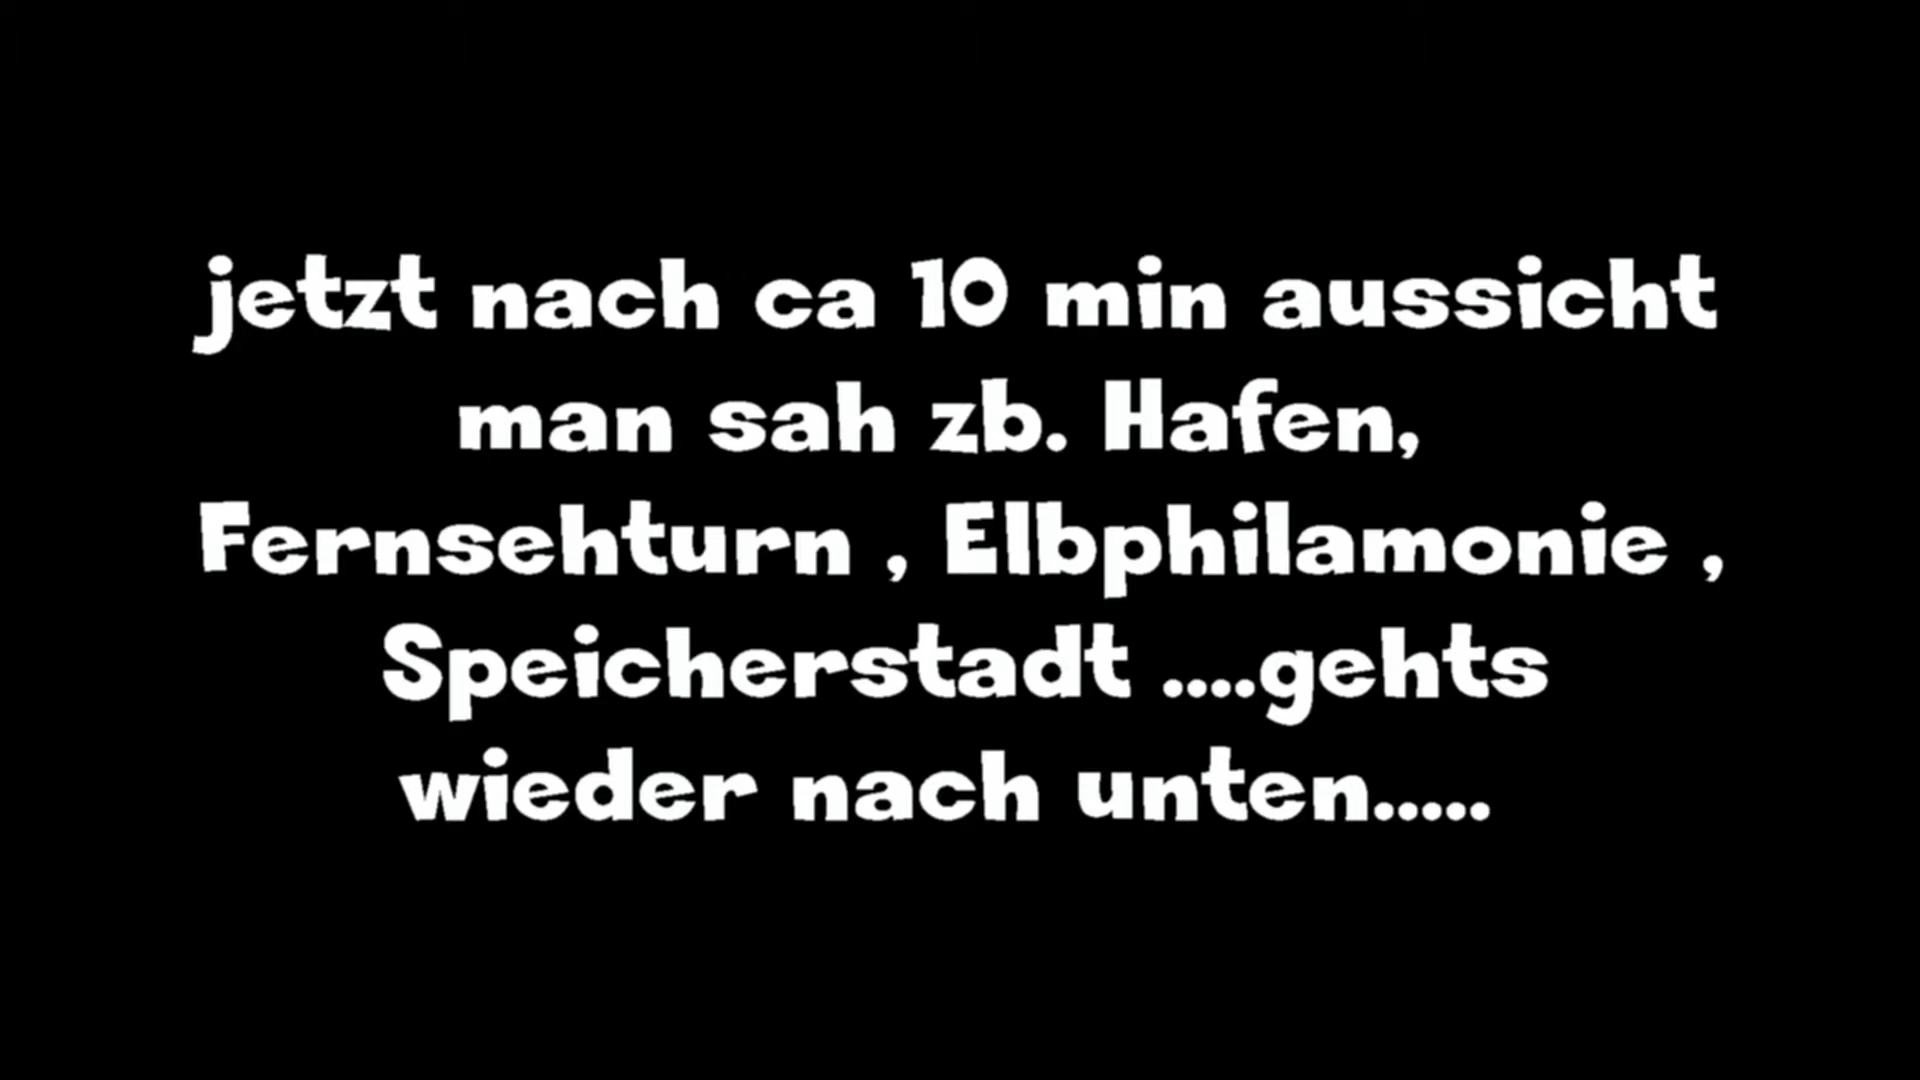 jetzt nach ca 10 min aussicht
man sah zb. Hafen,
Fernsehturn , Elbphilamonie ,
Speicherstadt ....gehts
wieder nach unten.....